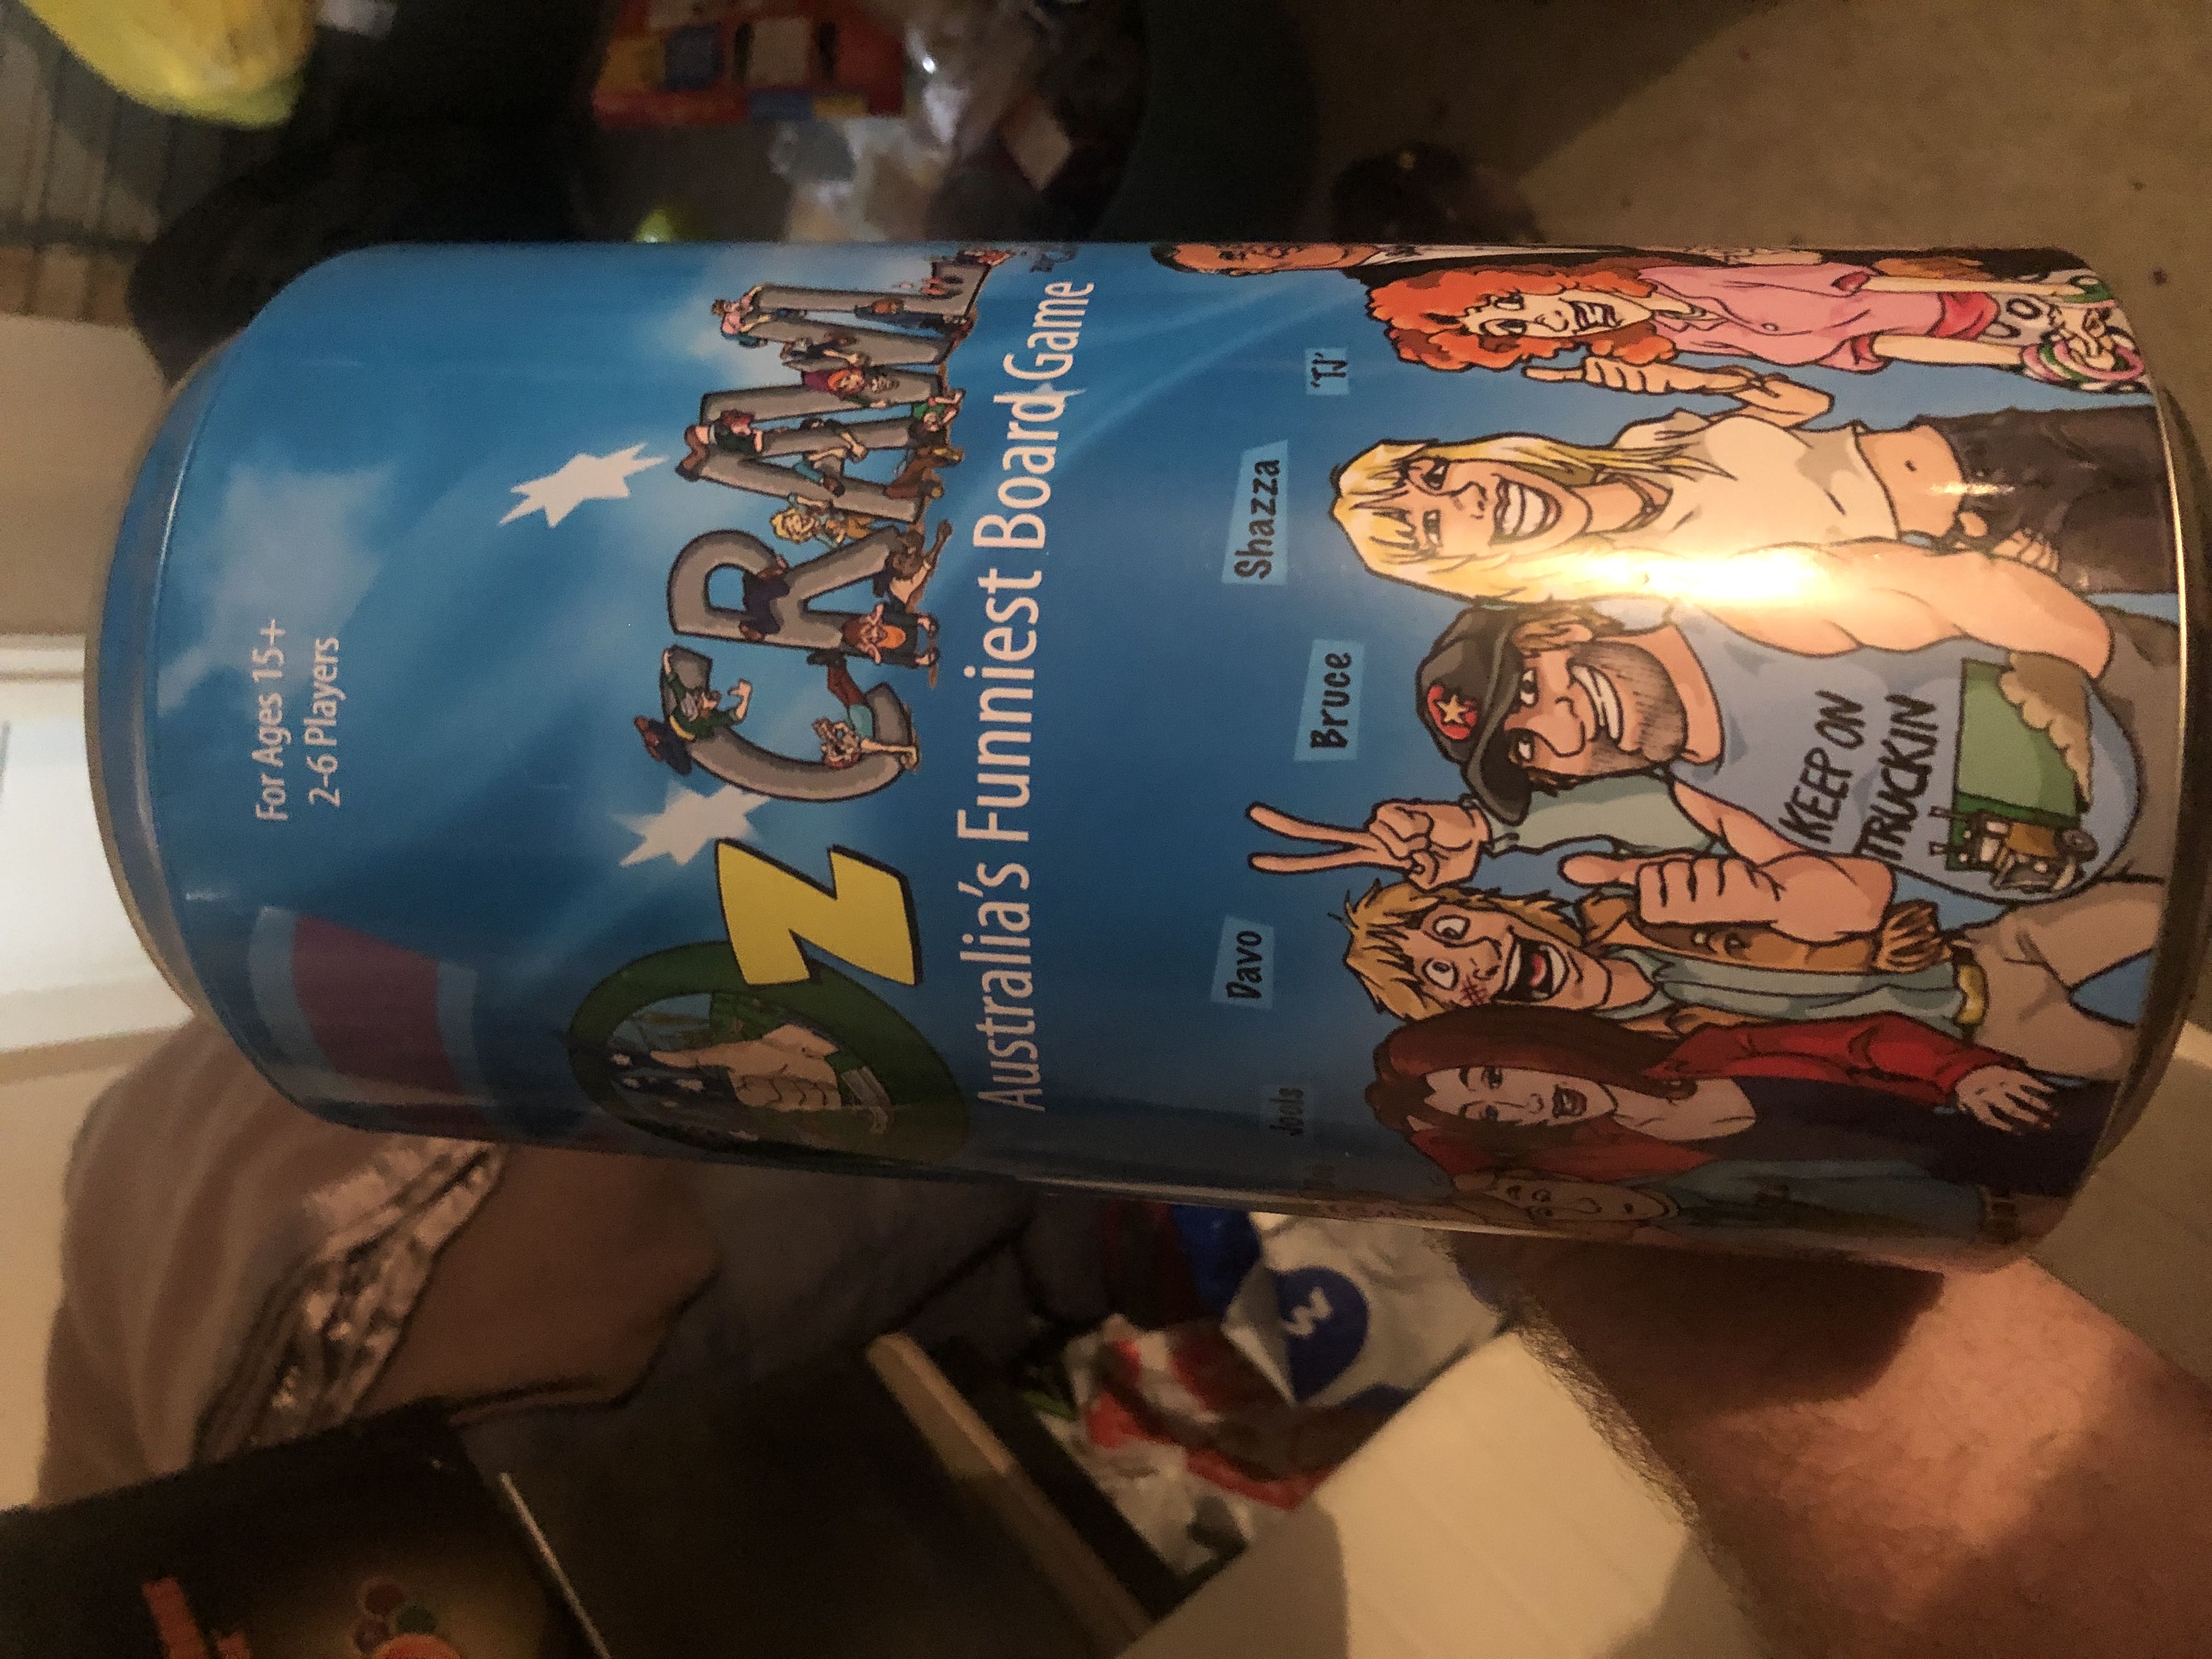 For Ages 15+
2-6 Players
OZ CRAWL
Australia's Funniest Board Game
Jools
Davo
Bruce
Shazza
'TJ'
KEEP ON
TRUCKIN